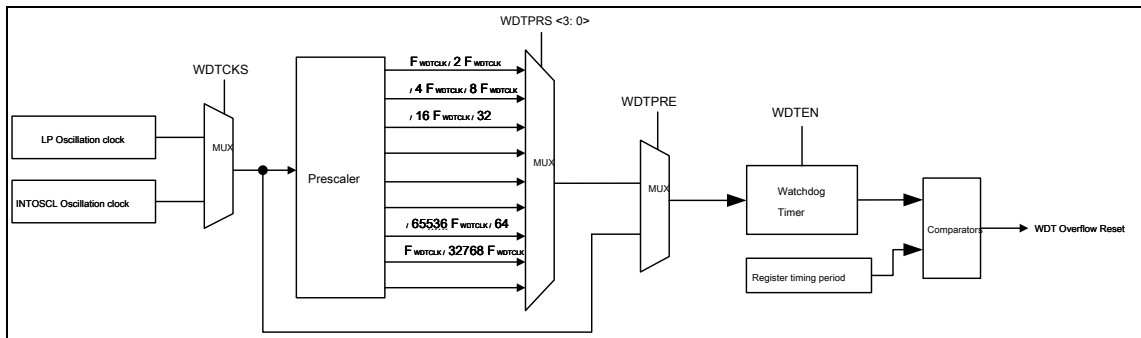 WDTPRS <3: 0>
WDTCKS
LP Oscillation clock
INTOSCL Oscillation clock
MUX
Prescaler
F WDTCLK / 2 F WDTCLK
/ 4 F WDTCLK / 8 F WDTCLK
/ 16 F WDTCLK / 32
/ 65536 F WDTCLK / 64
F WDTCLK / 32768 F WDTCLK
MUX
WDTPRE
MUX
WDTEN
Watchdog
Timer
Register timing period
Comparators
WDT Overflow Reset